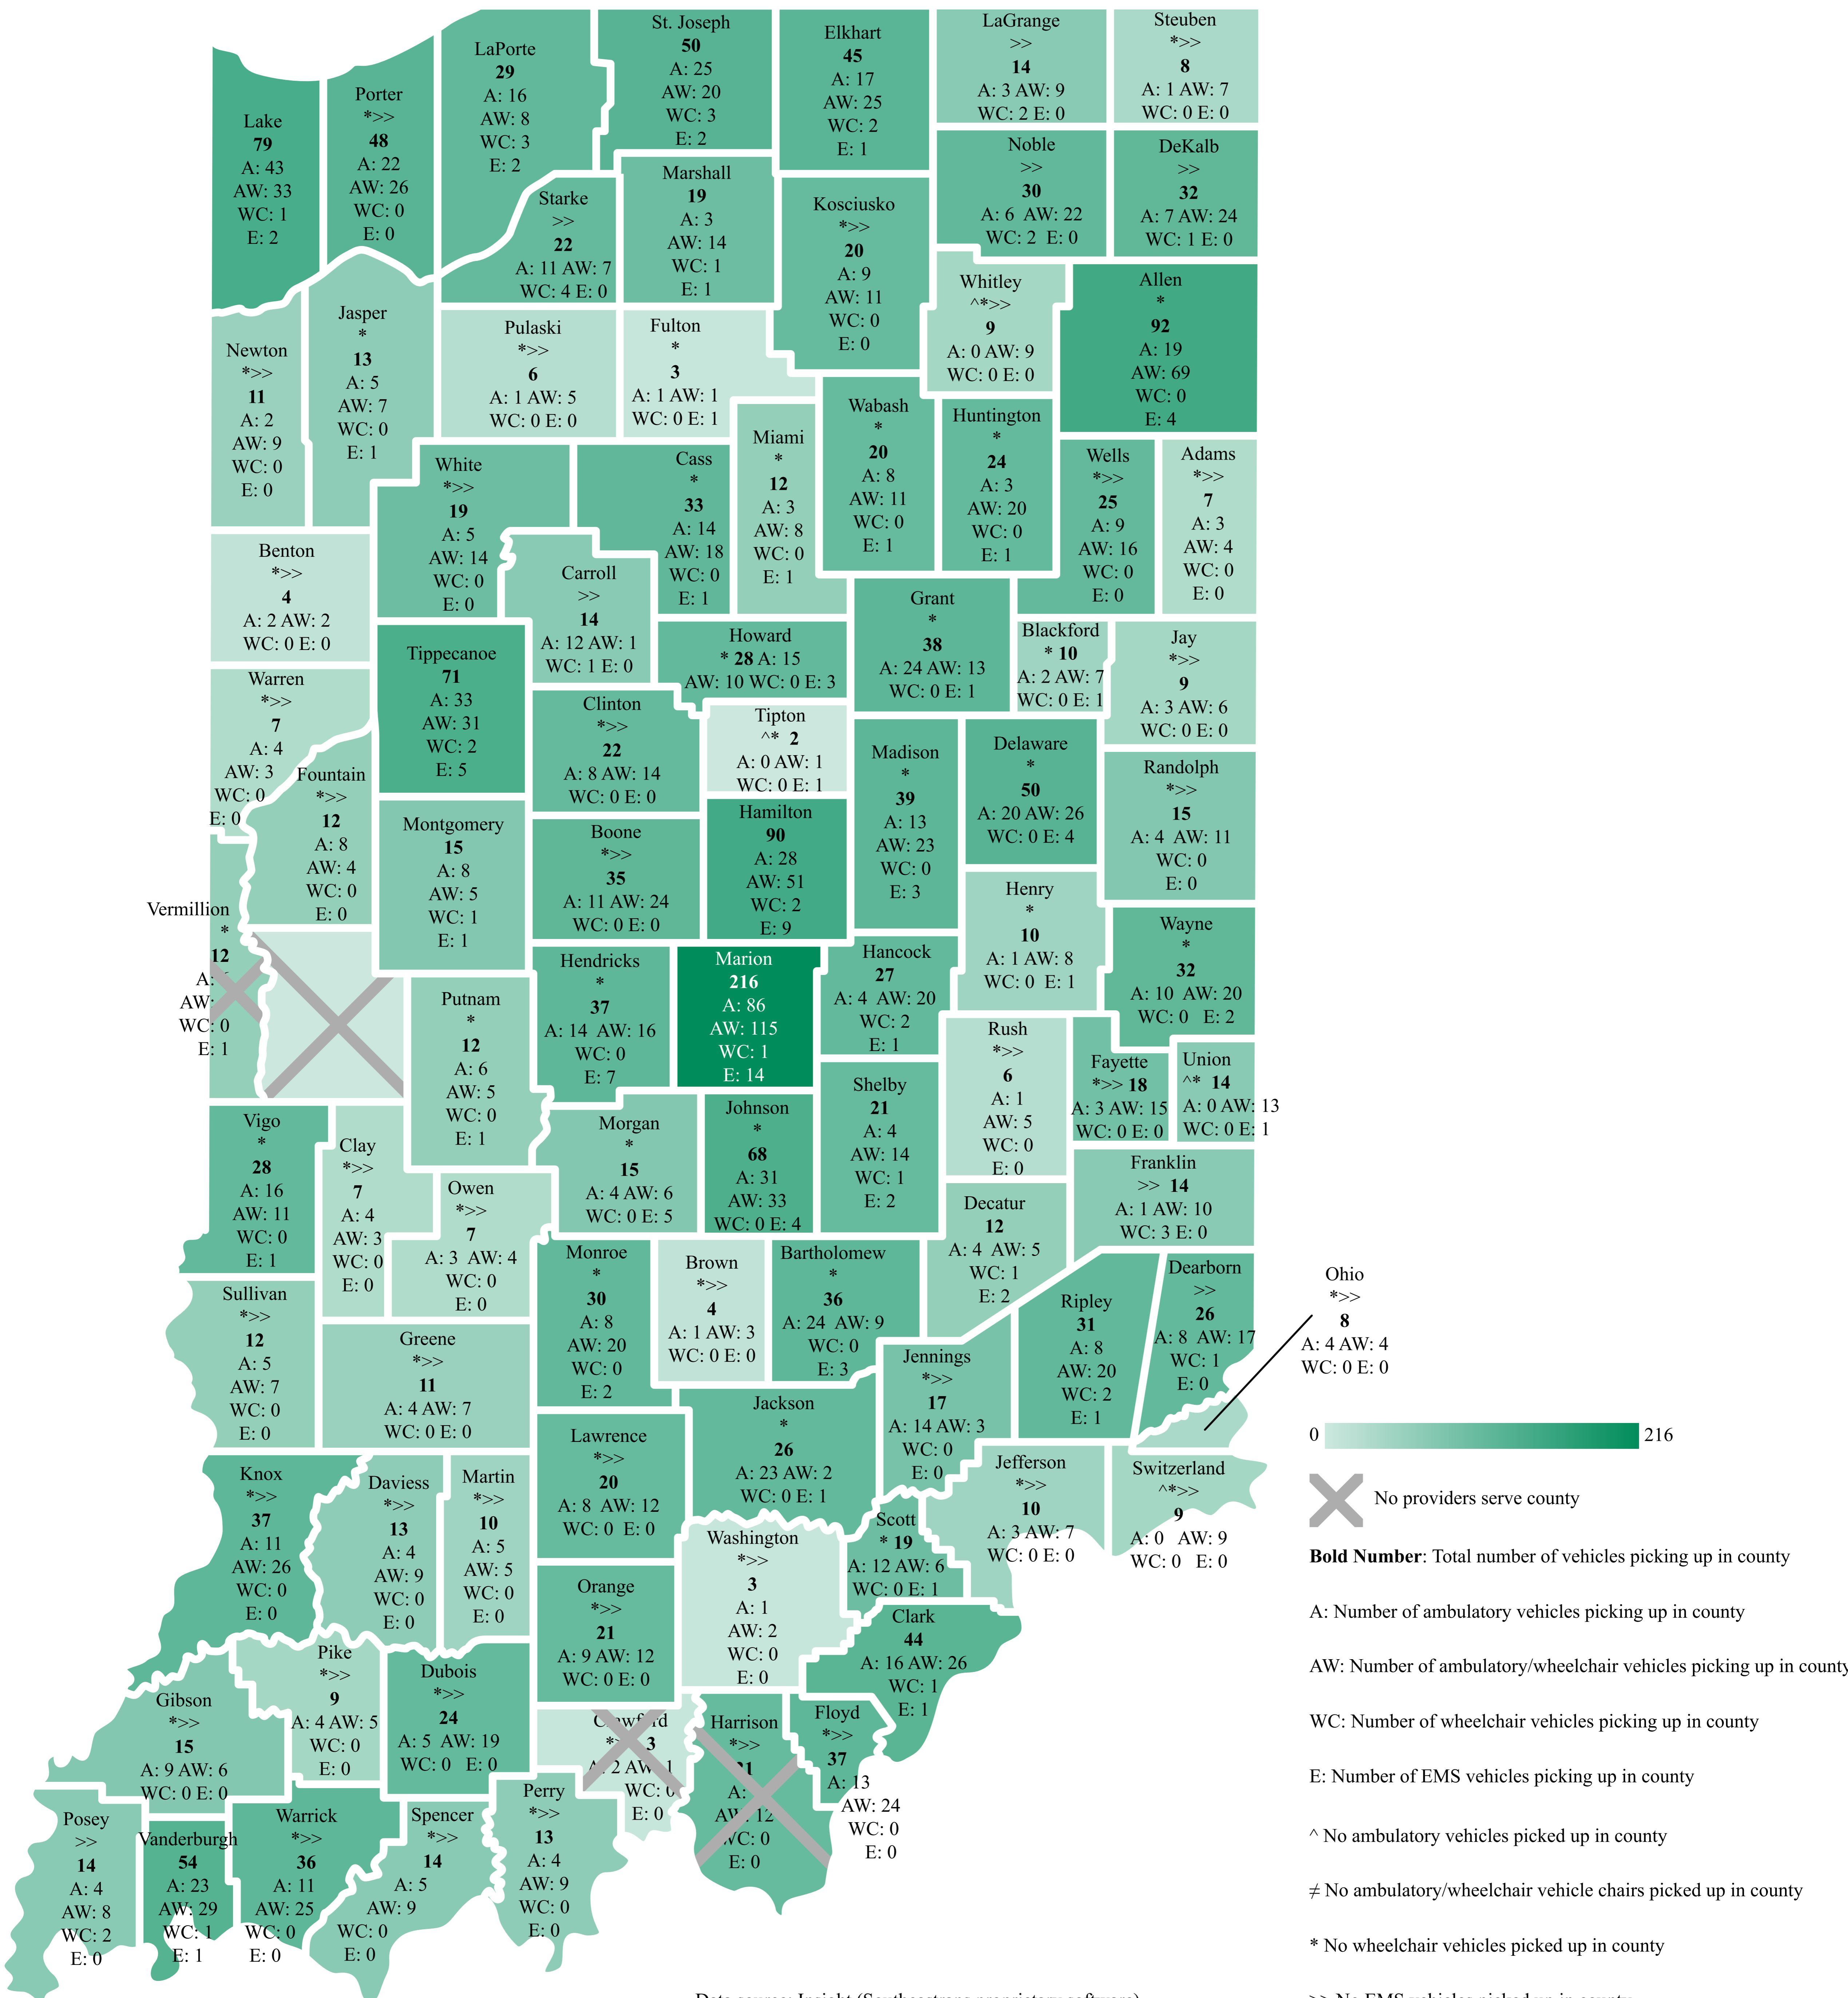 Lake
79
A: 43
AW: 33
WC: 1
E: 2
Porter
*>>
48
A: 22
AW: 26
WC: 0
E: 0
LaPorte
29
A: 16
AW: 8
WC: 3
E: 2
St. Joseph
50
A: 25
AW: 20
WC: 3
E: 2
Elkhart
45
A: 17
AW: 25
WC: 2
E: 1
LaGrange
>>
14
A: 3 AW: 9
WC: 2 E: 0
Steuben
*>>
8
A: 1 AW: 7
WC: 0 E: 0
Noble
>>
30
A: 6 AW: 22
WC: 2 E: 0
DeKalb
>>
32
A: 7 AW: 24
WC: 1 E: 0
Starke
>>
22
A: 11 AW: 7
WC: 4 E: 0
Marshall
19
A: 3
AW: 14
WC: 1
E: 1
Kosciusko
*>>
20
A: 9
AW: 11
WC: 0
E: 0
Whitley
^*>>
9
A: 0 AW: 9
WC: 0 E: 0
Allen
*
92
A: 19
AW: 69
WC: 0
E: 4
Newton
*>>
11
A: 2
AW: 9
WC: 0
E: 0
Jasper
*
13
A: 5
AW: 7
WC: 0
E: 1
Pulaski
*>>
6
A: 1 AW: 5
WC: 0 E: 0
Fulton
*
3
A: 1 AW: 1
WC: 0 E: 1
Miami
*
12
A: 3
AW: 8
WC: 0
E: 1
Wabash
*
20
A: 8
AW: 11
WC: 0
E: 1
Huntington
*
24
A: 3
AW: 20
WC: 0
E: 1
Wells
*>>
25
A: 9
AW: 16
WC: 0
E: 0
Adams
*>>
7
A: 3
AW: 4
WC: 0
E: 0
White
*>>
19
A: 5
AW: 14
WC: 0
E: 0
Cass
*
33
A: 14
AW: 18
WC: 0
E: 1
Benton
*>>
4
A: 2 AW: 2
WC: 0 E: 0
Carroll
>>
14
A: 12 AW: 1
WC: 1 E: 0
Howard
* 28 A: 15
AW: 10 WC: 0 E: 3
Grant
*
38
A: 24 AW: 13
WC: 0 E: 1
Blackford
* 10
A: 2 AW: 7
WC: 0 E: 1
Jay
*>>
9
A: 3 AW: 6
WC: 0 E: 0
Warren
*>>
7
A: 4
AW: 3
WC: 0
E: 0
Tippecanoe
71
A: 33
AW: 31
WC: 2
E: 5
Clinton
*>>
22
A: 8 AW: 14
WC: 0 E: 0
Tipton
^* 2
A: 0 AW: 1
WC: 0 E: 1
Madison
*
39
A: 13
AW: 23
WC: 0
E: 3
Delaware
*
50
A: 20 AW: 26
WC: 0 E: 4
Randolph
*>>
15
A: 4 AW: 11
WC: 0
E: 0
Fountain
*>>
12
A: 8
AW: 4
WC: 0
E: 0
Montgomery
15
A: 8
AW: 5
WC: 1
E: 1
Boone
*>>
35
A: 11 AW: 24
WC: 0 E: 0
Hamilton
90
A: 28
AW: 51
WC: 2
E: 9
Henry
*
10
A: 1 AW: 8
WC: 0 E: 1
Wayne
*
32
A: 10 AW: 20
WC: 0 E: 2
Vermillion
*
12
A:
AW:
WC: 0
E: 1
Putnam
*
12
A: 6
AW: 5
WC: 0
E: 1
Hendricks
*
37
A: 14 AW: 16
WC: 0
E: 7
Marion
216
A: 86
AW: 115
WC: 1
E: 14
Hancock
27
A: 4 AW: 20
WC: 2
E: 1
Rush
*>>
6
A: 1
AW: 5
WC: 0
E: 0
Fayette
*>> 18
A: 3 AW: 15
WC: 0 E: 0
Union
^* 14
A: 0 AW: 13
WC: 0 E: 1
Vigo
*
28
A: 16
AW: 11
WC: 0
E: 1
Clay
*>>
7
A: 4
AW: 3
WC: 0
E: 0
Owen
*>>
7
A: 3 AW: 4
WC: 0
E: 0
Morgan
*
15
A: 4 AW: 6
WC: 0 E: 5
Johnson
*
68
A: 31
AW: 33
WC: 0 E: 4
Shelby
21
A: 4
AW: 14
WC: 1
E: 2
Franklin
>> 14
A: 1 AW: 10
WC: 3 E: 0
Decatur
12
A: 4 AW: 5
WC: 1
E: 2
Sullivan
*>>
12
A: 5
AW: 7
WC: 0
E: 0
Greene
*>>
11
A: 4 AW: 7
WC: 0 E: 0
Monroe
*
30
A: 8
AW: 20
WC: 0
E: 2
Brown
*>>
4
A: 1 AW: 3
WC: 0 E: 0
Bartholomew
*
36
A: 24 AW: 9
WC: 0
E: 3
Jennings
*>>
17
A: 14 AW: 3
WC: 0
E: 0
Ripley
31
A: 8
AW: 20
WC: 2
E: 1
Dearborn
>>
26
A: 8 AW: 17
WC: 1
E: 0
Ohio
*>>
8
A: 4 AW: 4
WC: 0 E: 0
Knox
*>>
37
A: 11
AW: 26
WC: 0
E: 0
Daviess
*>>
13
A: 4
AW: 9
WC: 0
E: 0
Martin
*>>
10
A: 5
AW: 5
WC: 0
E: 0
Lawrence
*>>
20
A: 8 AW: 12
WC: 0 E: 0
Jackson
*
26
A: 23 AW: 2
WC: 0 E: 1
Jefferson
*>>
10
A: 3 AW: 7
WC: 0 E: 0
Switzerland
^*>>
9
A: 0 AW: 9
WC: 0 E: 0
Scott
* 19
A: 12 AW: 6
WC: 0 E: 1
Washington
*>>
3
A: 1
AW: 2
WC: 0
E: 0
Orange
*>>
21
A: 9 AW: 12
WC: 0 E: 0
Clark
44
A: 16 AW: 26
WC: 1
E: 1
Gibson
*>>
15
A: 9 AW: 6
WC: 0 E: 0
Pike
*>>
9
A: 4 AW: 5
WC: 0
E: 0
Dubois
*>>
24
A: 5 AW: 19
WC: 0 E: 0
3
2 AW: 1
WC: 0
E: 0
Harrison
*>>
A:
AW: 12
WC: 0
E: 0
Floyd
*>>
37
A: 13
AW: 24
WC: 0
E: 0
Posey
>>
14
A: 4
AW: 8
WC: 2
E: 0
Vanderburgh
54
A: 23
AW: 29
WC: 1
E: 1
Warrick
*>>
36
A: 11
AW: 25
WC: 0
E: 0
Spencer
*>>
14
A: 5
AW: 9
WC: 0
E: 0
Perry
*>>
13
A: 4
AW: 9
WC: 0
E: 0
0 216
No providers serve county
Bold Number: Total number of vehicles picking up in county
A: Number of ambulatory vehicles picking up in county
AW: Number of ambulatory/wheelchair vehicles picking up in county
WC: Number of wheelchair vehicles picking up in county
E: Number of EMS vehicles picking up in county
^ No ambulatory vehicles picked up in county
≠ No ambulatory/wheelchair vehicle chairs picked up in county
* No wheelchair vehicles picked up in county
>> No EMS vehicles picked up in county
Data source: Insight (Southeastrans proprietary software)